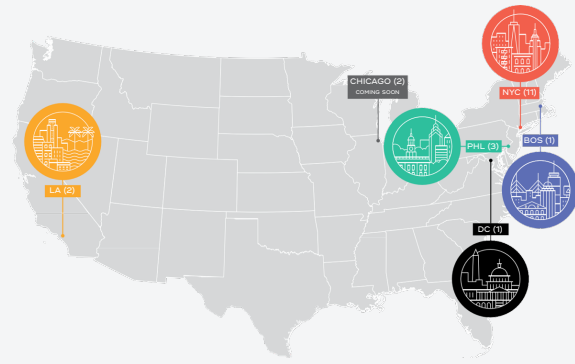 CHICAGO (2)
COMING SOON
NYC (11)
PHL (3)
BOS (1)
LA (2)
DC (1)